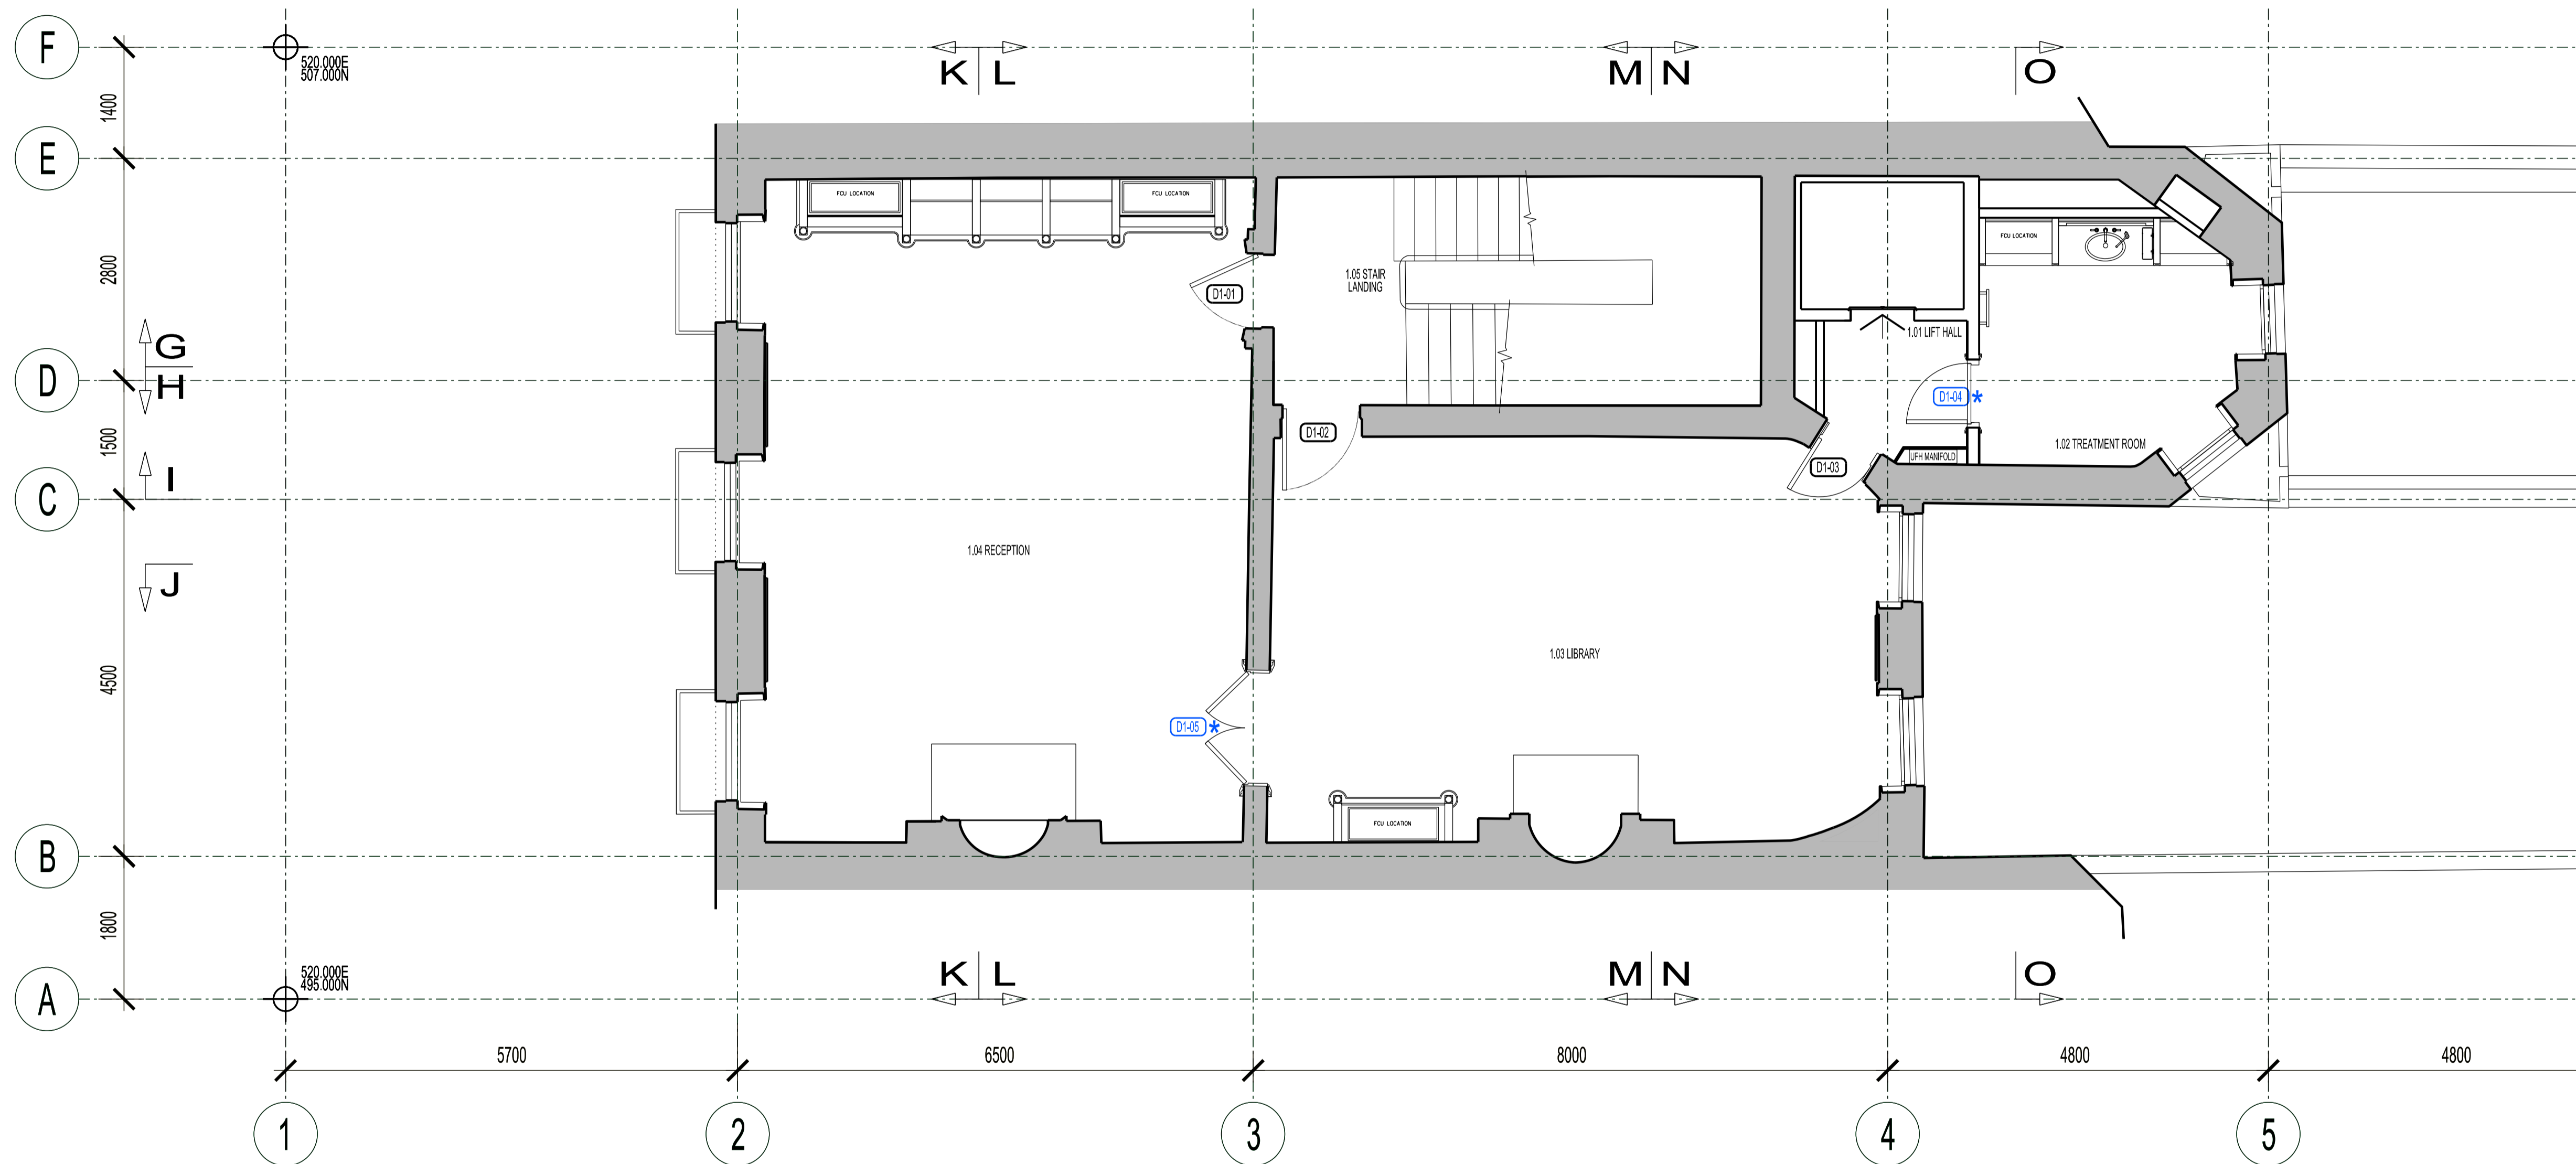 F
520.000E
507.000N
K L
M N
O
1400
E
FCU LOCATION
FCU LOCATION
FCU LOCATION
2800
1.05 STAIR
LANDING
D1-01
1.01 LIFT HALL
G
H
D
D1-04 *
D1-02
1500
1.02 TREATMENT ROOM
UFH MANIFOLD
D1-03
I
C
1.04 RECEPTION
J
1.03 LIBRARY
4500
D1-05 *
FCU LOCATION
B
1800
520.000E
495.000N
K L
M N
O
A
5700
6500
8000
4800
4800
1
2
3
4
5